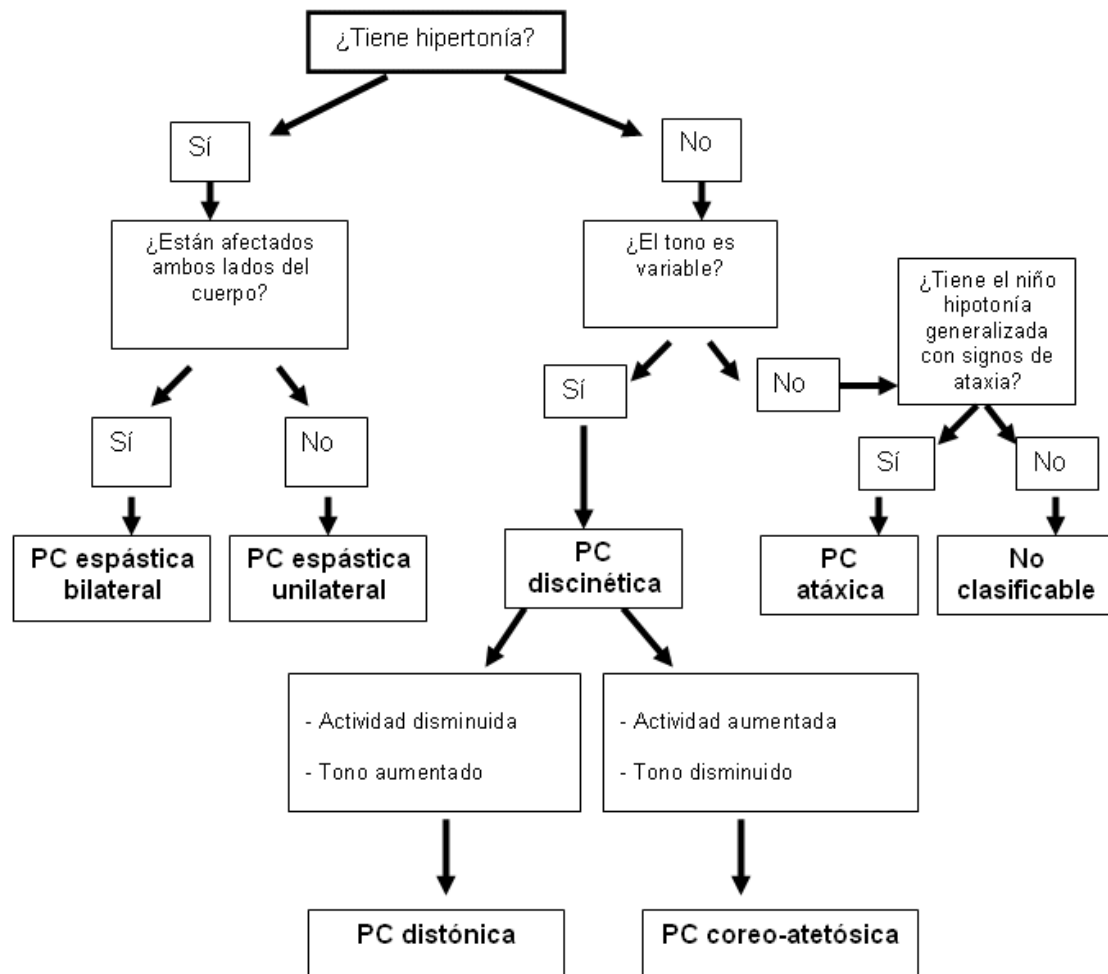 ¿Tiene hipertonía?
Sí
No
¿Están afectados
ambos lados del
cuerpo?
¿El tono es
variable?
¿Tiene el niño
hipotonía
generalizada
con signos de
ataxia?
Sí
No
Sí
No
Sí
No
PC espástica
bilateral
PC espástica
unilateral
PC
discinética
PC
atáxica
No
clasificable
- Actividad disminuida
- Tono aumentado
- Actividad aumentada
- Tono disminuido
PC distónica
PC coreo-atetósica